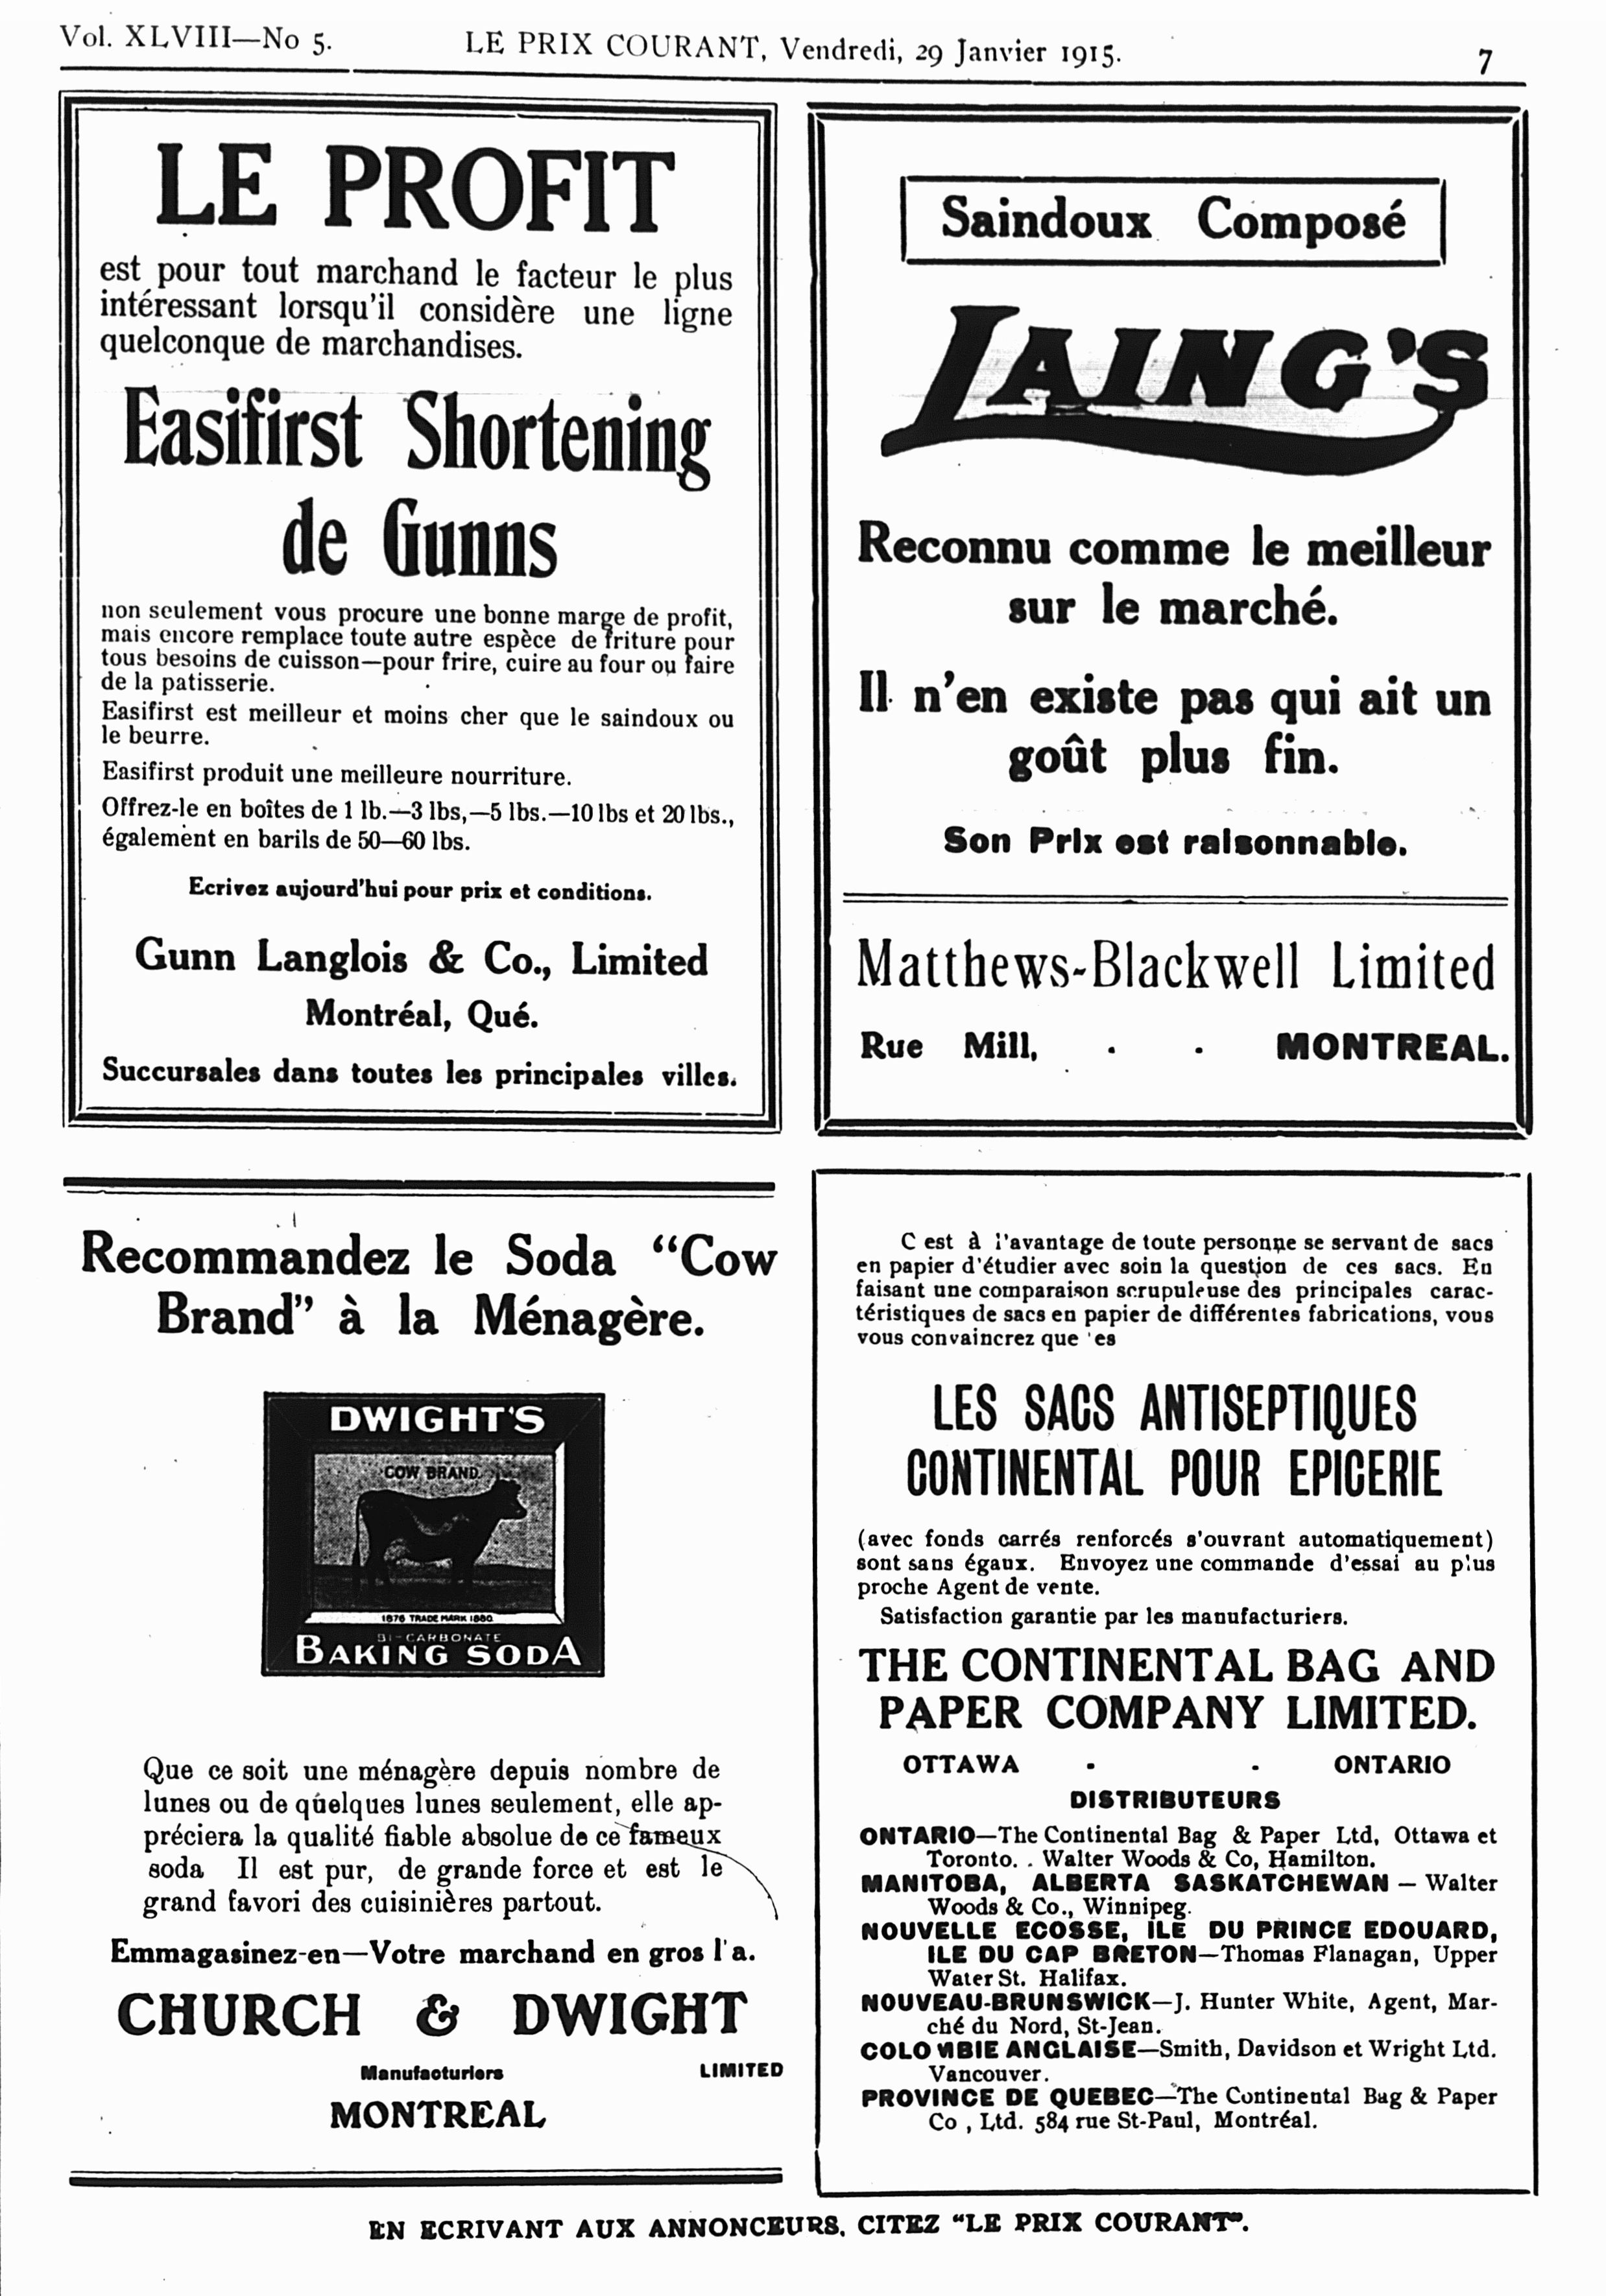 Vol. XLVIII—No 5.
LE PRIX COURANT, Vendredi, 29 Janvier 1915.
7
LE PROFIT
est pour tout marchand le facteur le plus
intéressant lorsqu'il considère une ligne
quelconque de marchandises.
Easifirst Shortening
de Gunns
non seulement vous procure une bonne marge de profit,
mais encore remplace toute autre espèce de friture pour
tous besoins de cuisson—pour frire, cuire au four ou faire
de la patisserie.
Easifirst est meilleur et moins cher que le saindoux ou
le beurre.
Easifirst produit une meilleure nourriture.
Offrez-le en boîtes de 1 lb.—3 lbs,—5 lbs.—10 lbs et 20 lbs.,
également en barils de 50—60 lbs.
Ecrivez aujourd'hui pour prix et conditions.
Gunn Langlois & Co., Limited
Montréal, Qué.
Succursales dans toutes les principales villes.
Saindoux Composé
LAING'S
Reconnu comme le meilleur
sur le marché.
Il n'en existe pas qui ait un
goût plus fin.
Son Prix est raisonnable.
Matthews-Blackwell Limited
Rue Mill, - - MONTREAL.
Recommandez le Soda "Cow
Brand" à la Ménagère.
DWIGHT'S
COW BRAND
1876 TRADE MARK 1880
BI-CARBONATE
BAKING SODA
Que ce soit une ménagère depuis nombre de
lunes ou de quelques lunes seulement, elle ap-
préciera la qualité fiable absolue de ce fameux
soda Il est pur, de grande force et est le
grand favori des cuisinières partout.
Emmagasinez-en—Votre marchand en gros l'a.
CHURCH & DWIGHT
Manufacturiers LIMITED
MONTREAL
C est à l'avantage de toute personne se servant de sacs
en papier d'étudier avec soin la question de ces sacs. En
faisant une comparaison scrupuleuse des principales carac-
téristiques de sacs en papier de différentes fabrications, vous
vous convaincrez que 'es
LES SACS ANTISEPTIQUES
CONTINENTAL POUR EPICERIE
(avec fonds carrés renforcés s'ouvrant automatiquement)
sont sans égaux. Envoyez une commande d'essai au plus
proche Agent de vente.
Satisfaction garantie par les manufacturiers.
THE CONTINENTAL BAG AND
PAPER COMPANY LIMITED.
OTTAWA - - ONTARIO
DISTRIBUTEURS
ONTARIO—The Continental Bag & Paper Ltd, Ottawa et
Toronto. . Walter Woods & Co, Hamilton.
MANITOBA, ALBERTA SASKATCHEWAN — Walter
Woods & Co., Winnipeg.
NOUVELLE ECOSSE, ILE DU PRINCE EDOUARD,
ILE DU CAP BRETON—Thomas Flanagan, Upper
Water St. Halifax.
NOUVEAU-BRUNSWICK—J. Hunter White, Agent, Mar-
ché du Nord, St-Jean.
COLOMBIE ANGLAISE—Smith, Davidson et Wright Ltd.
Vancouver.
PROVINCE DE QUEBEC—The Continental Bag & Paper
Co , Ltd. 584 rue St-Paul, Montréal.
EN ECRIVANT AUX ANNONCEURS, CITEZ "LE PRIX COURANT".